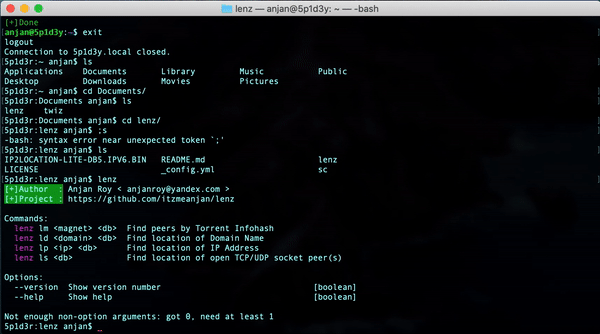 lenz — anjan@5p1d3y: ~ — -bash
[+]Done
anjan@5p1d3y:~$ exit
logout
Connection to 5p1d3y.local closed.
5p1d3r:~ anjan$ ls
Applications Documents Library Music Public
Desktop Downloads Movies Pictures
5p1d3r:~ anjan$ cd Documents/
5p1d3r:Documents anjan$ ls
lenz twiz
5p1d3r:Documents anjan$ cd lenz/
5p1d3r:lenz anjan$ ;s
-bash: syntax error near unexpected token `;'
5p1d3r:lenz anjan$ ls
IP2LOCATION-LITE-DB5.IPV6.BIN README.md lenz
LICENSE _config.yml sc
5p1d3r:lenz anjan$ lenz
[+]Author : Anjan Roy < anjanroy@yandex.com >
[+]Project : https://github.com/itzmeanjan/lenz
Commands:
lenz lm <magnet> <db> Find peers by Torrent Infohash
lenz ld <domain> <db> Find location of Domain Name
lenz lp <ip> <db> Find location of IP Address
lenz ls <db> Find location of open TCP/UDP socket peer(s)
Options:
--version Show version number [boolean]
--help Show help [boolean]
Not enough non-option arguments: got 0, need at least 1
5p1d3r:lenz anjan$ _